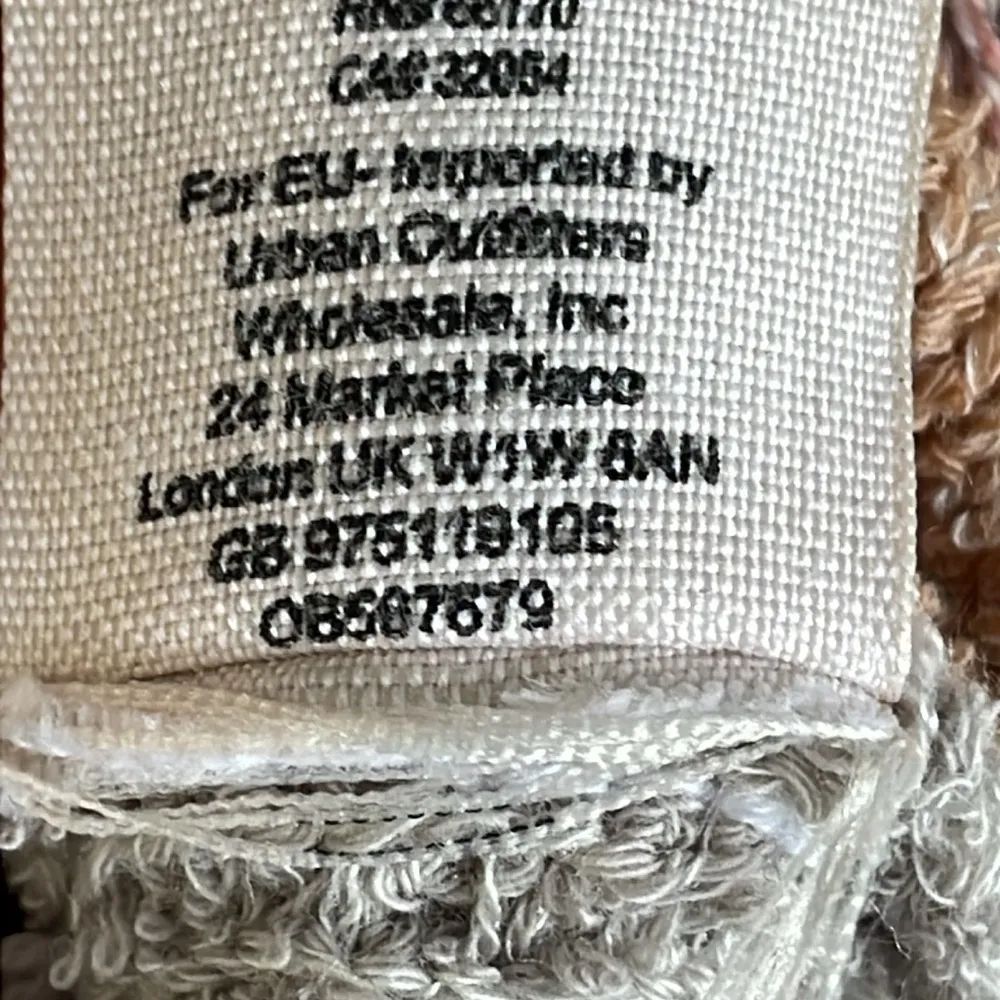 CA# 32054
For EU- Imported by
Urban Outfitters
Wholesale, Inc
24 Market Place
London UK W1W 8AN
GB 975119105
OB507679